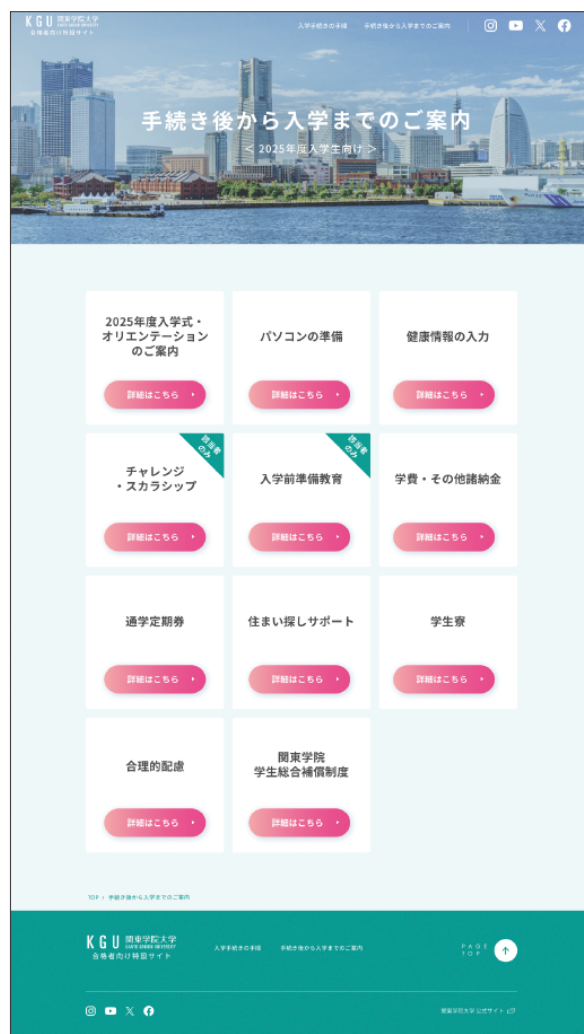 KGU 関東学院大学
KANTO GAKUIN UNIVERSITY
合格者向け特設サイト
入学手続きの手順
手続き後から入学までのご案内
手続き後から入学までのご案内
< 2025年度入学生向け >
2025年度入学式・
オリエンテーション
のご案内
詳細はこちら
パソコンの準備
詳細はこちら
健康情報の入力
詳細はこちら
該当者
のみ
チャレンジ
・スカラシップ
詳細はこちら
該当者
のみ
入学前準備教育
詳細はこちら
学費・その他諸納金
詳細はこちら
通学定期券
詳細はこちら
住まい探しサポート
詳細はこちら
学生寮
詳細はこちら
合理的配慮
詳細はこちら
関東学院
学生総合補償制度
詳細はこちら
TOP › 手続き後から入学までのご案内
KGU 関東学院大学
KANTO GAKUIN UNIVERSITY
合格者向け特設サイト
入学手続きの手順
手続き後から入学までのご案内
PAGE
TOP
関東学院大学 公式サイト